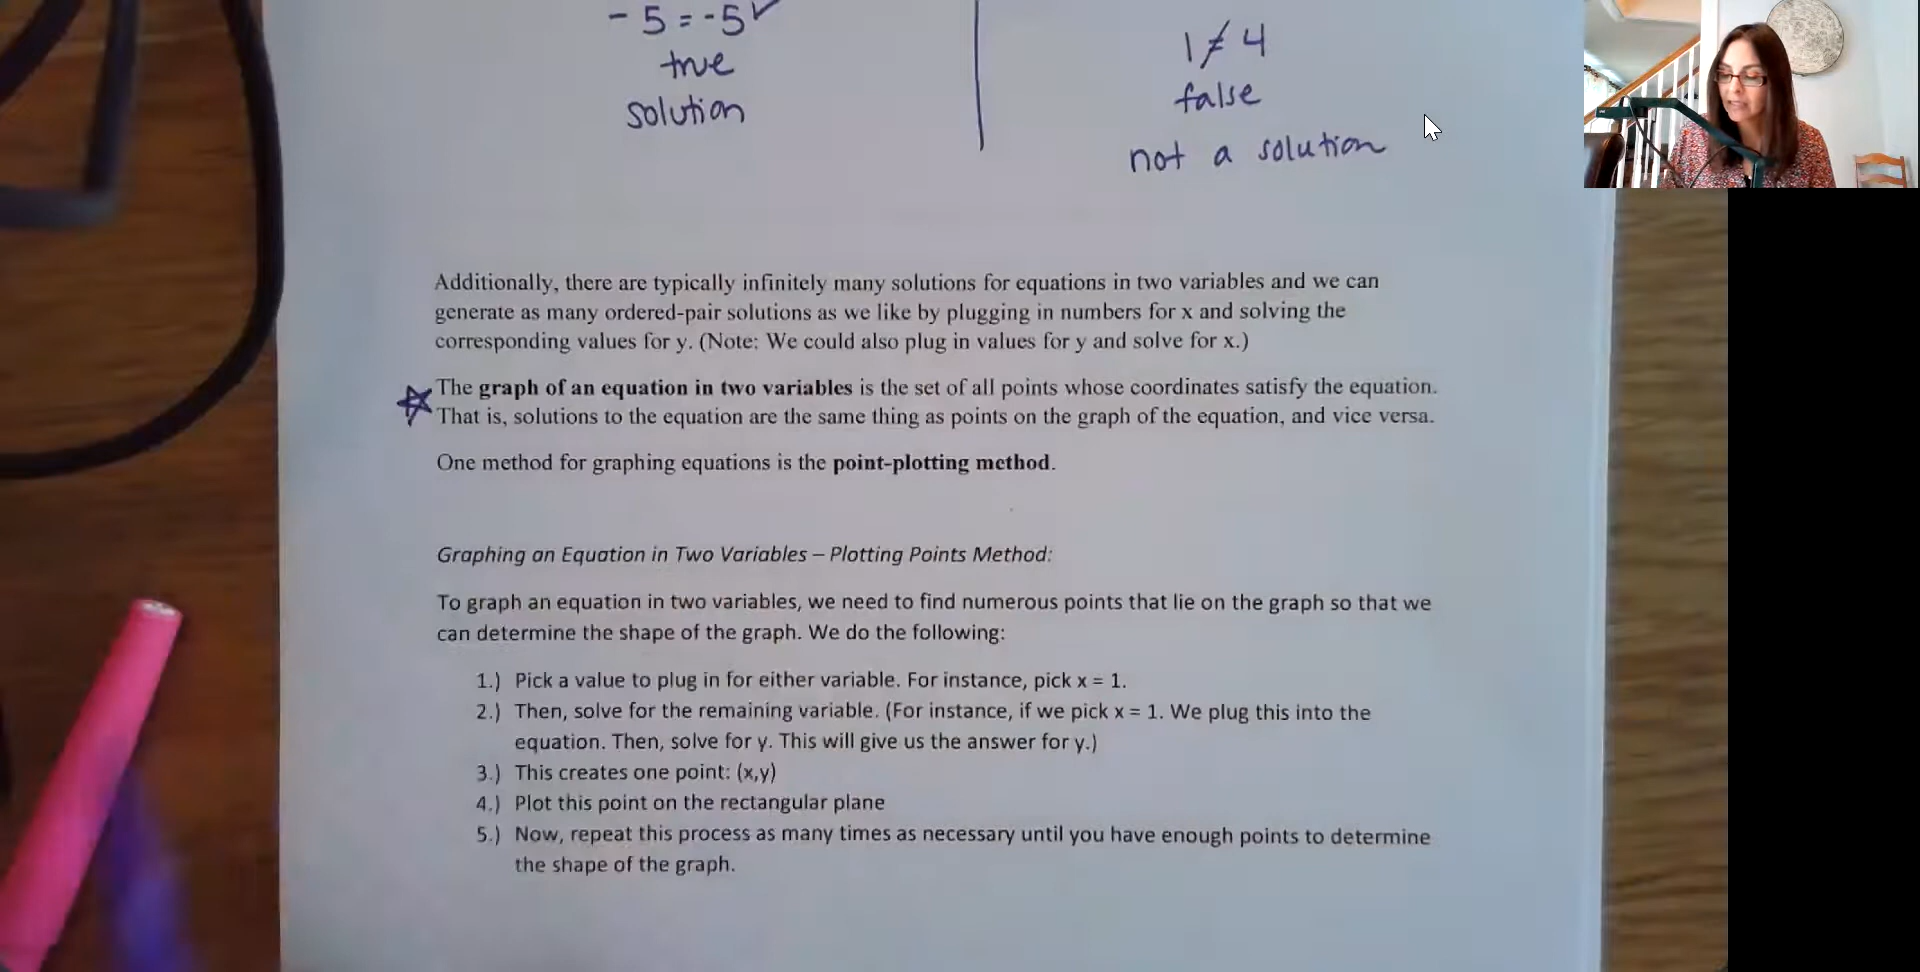 - 5 = -5 ✓
true
solution
1 ≠ 4
false
not a solution
Additionally, there are typically infinitely many solutions for equations in two variables and we can
generate as many ordered-pair solutions as we like by plugging in numbers for x and solving the
corresponding values for y. (Note: We could also plug in values for y and solve for x.)
The graph of an equation in two variables is the set of all points whose coordinates satisfy the equation.
That is, solutions to the equation are the same thing as points on the graph of the equation, and vice versa.
One method for graphing equations is the point-plotting method.
Graphing an Equation in Two Variables – Plotting Points Method:
To graph an equation in two variables, we need to find numerous points that lie on the graph so that we
can determine the shape of the graph. We do the following:
1.) Pick a value to plug in for either variable. For instance, pick x = 1.
2.) Then, solve for the remaining variable. (For instance, if we pick x = 1. We plug this into the
equation. Then, solve for y. This will give us the answer for y.)
3.) This creates one point: (x,y)
4.) Plot this point on the rectangular plane
5.) Now, repeat this process as many times as necessary until you have enough points to determine
the shape of the graph.